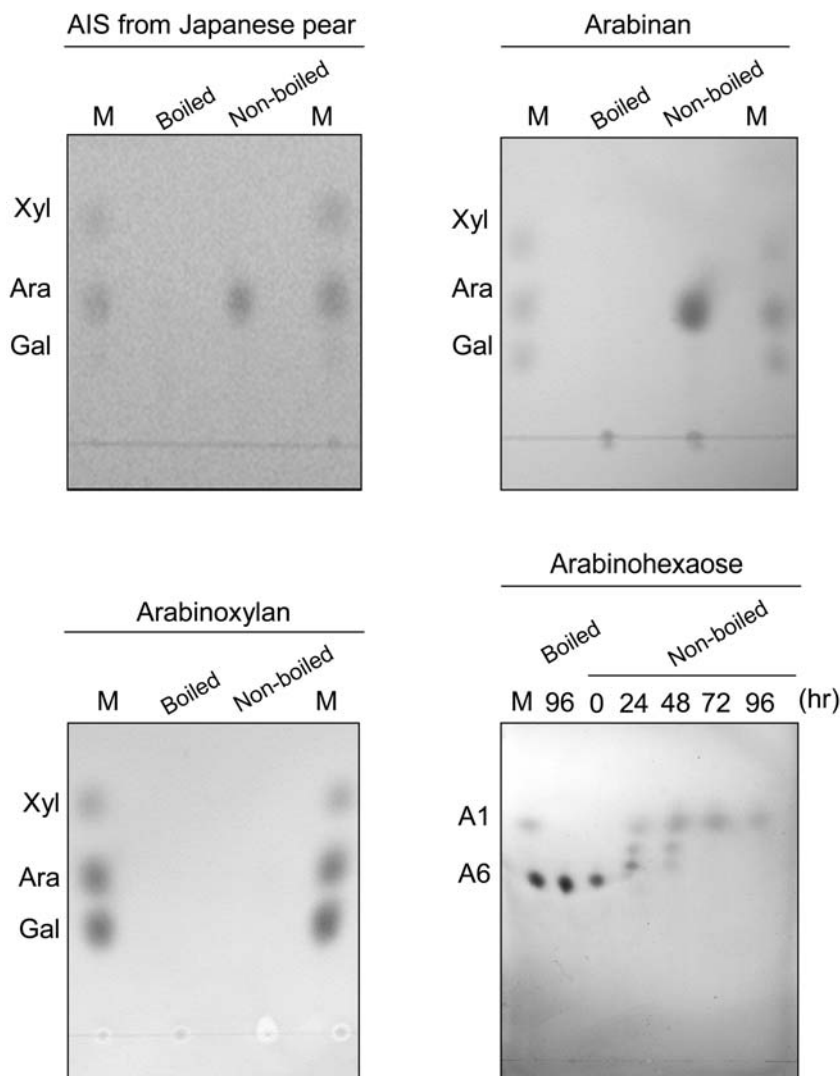 AIS from Japanese pear
M Boiled Non-boiled M
Xyl
Ara
Gal
Arabinan
M Boiled Non-boiled M
Xyl
Ara
Gal
Arabinoxylan
M Boiled Non-boiled M
Xyl
Ara
Gal
Arabinohexaose
Boiled Non-boiled
M 96 0 24 48 72 96 (hr)
A1
A6